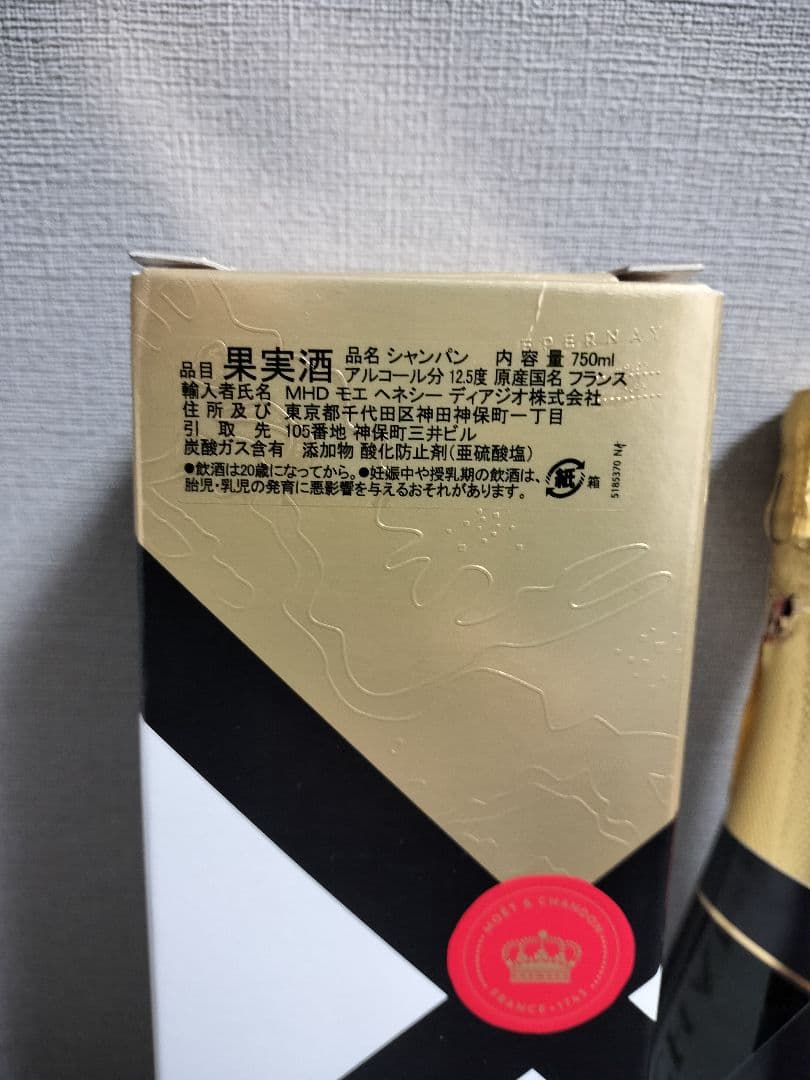 EPERNAY
品目 果実酒 品名 シャンパン 内容量 750ml
アルコール分 12.5度 原産国名 フランス
輸入者氏名 MHD モエ ヘネシー ディアジオ株式会社
住所及び 東京都千代田区神田神保町一丁目
引取先 105番地 神保町三井ビル
炭酸ガス含有 添加物 酸化防止剤(亜硫酸塩)
●飲酒は20歳になってから。●妊娠中や授乳期の飲酒は、
胎児・乳児の発育に悪影響を与えるおそれがあります。
紙 箱
5185370
MOËT & CHANDON
FRANCE • 1743